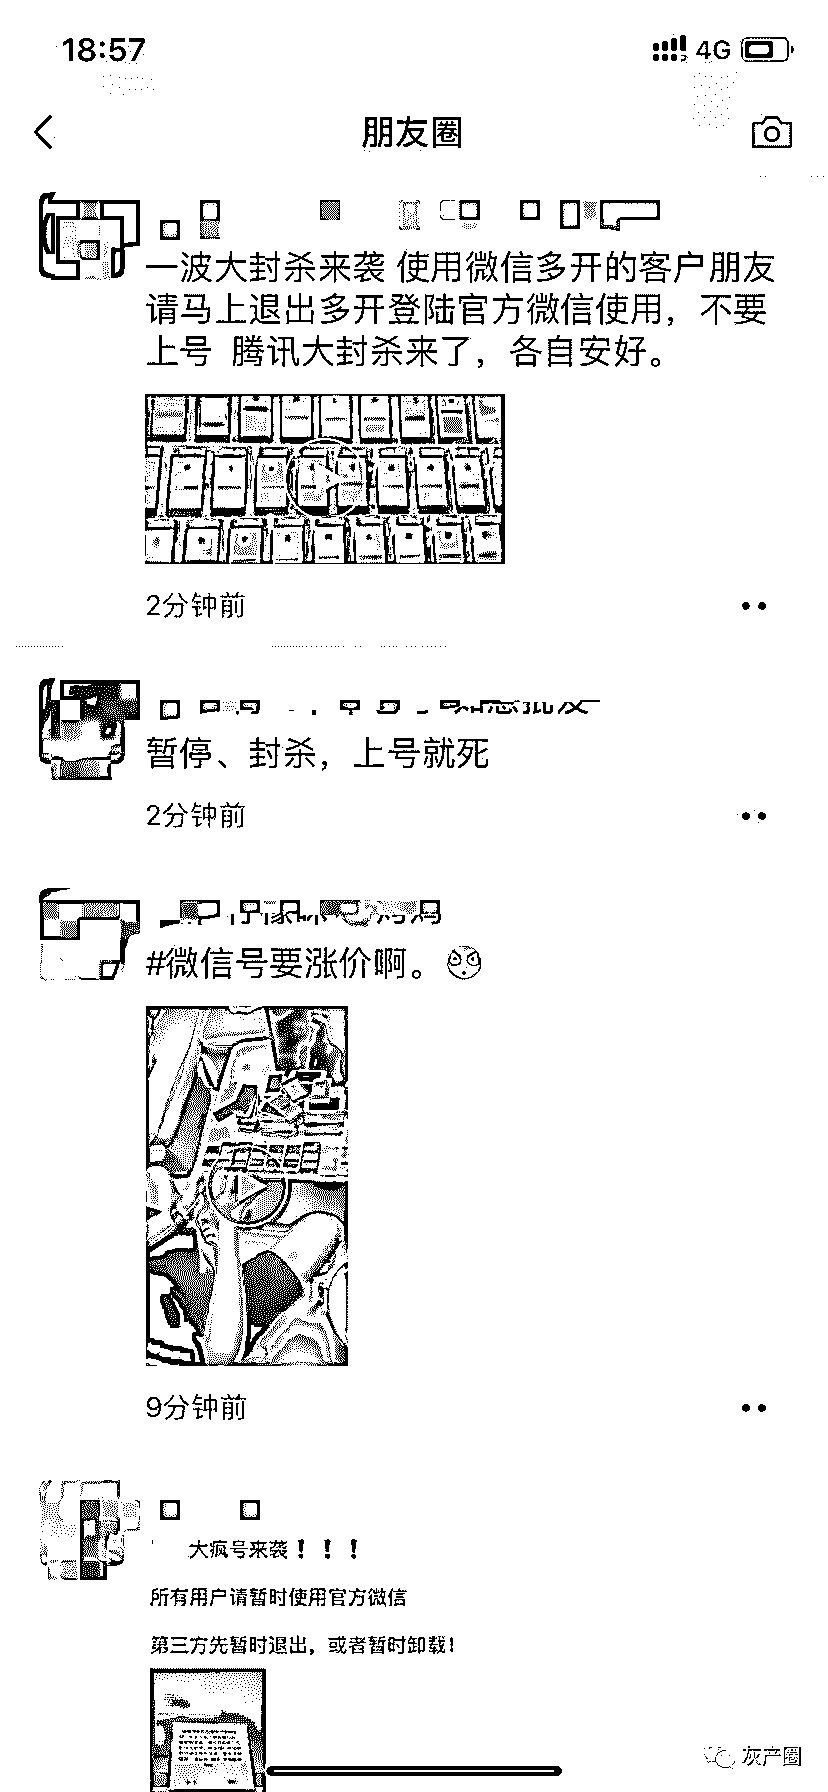 18:57
4G
朋友圈
一波大封杀来袭 使用微信多开的客户朋友
请马上退出多开登陆官方微信使用，不要
上号 腾讯大封杀来了，各自安好。
2分钟前
暂停、封杀，上号就死
2分钟前
#微信号要涨价啊。
9分钟前
大疯号来袭！！！
所有用户请暂时使用官方微信
第三方先暂时退出，或者暂时卸载！
灰产圈